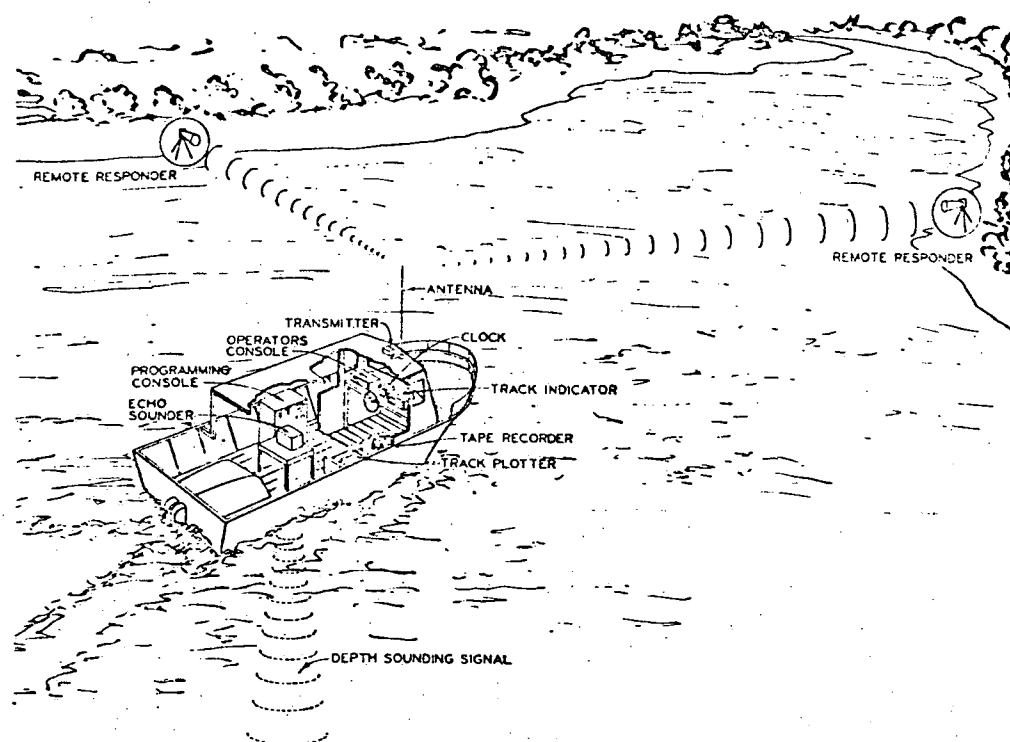 REMOTE RESPONDER
REMOTE RESPONDER
ANTENNA
TRANSMITTER
OPERATORS
CONSOLE
CLOCK
PROGRAMMING
CONSOLE
TRACK INDICATOR
ECHO
SOUNDER
TAPE RECORDER
TRACK PLOTTER
DEPTH SOUNDING SIGNAL